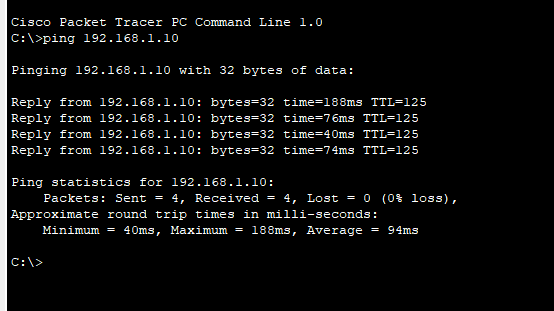 Cisco Packet Tracer PC Command Line 1.0
C:\>ping 192.168.1.10
Pinging 192.168.1.10 with 32 bytes of data:
Reply from 192.168.1.10: bytes=32 time=188ms TTL=125
Reply from 192.168.1.10: bytes=32 time=76ms TTL=125
Reply from 192.168.1.10: bytes=32 time=40ms TTL=125
Reply from 192.168.1.10: bytes=32 time=74ms TTL=125
Ping statistics for 192.168.1.10:
Packets: Sent = 4, Received = 4, Lost = 0 (0% loss),
Approximate round trip times in milli-seconds:
Minimum = 40ms, Maximum = 188ms, Average = 94ms
C:\>